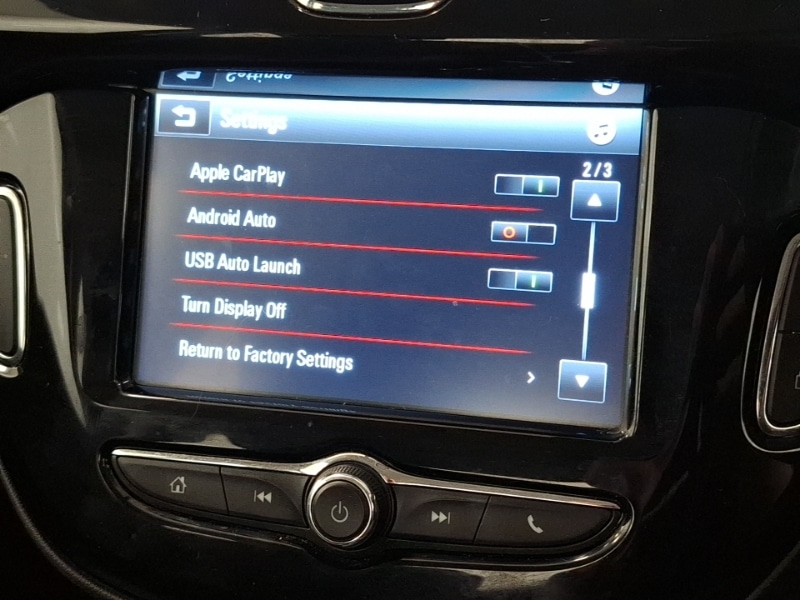 Settings
2/3
Apple CarPlay
Android Auto
USB Auto Launch
Turn Display Off
Return to Factory Settings